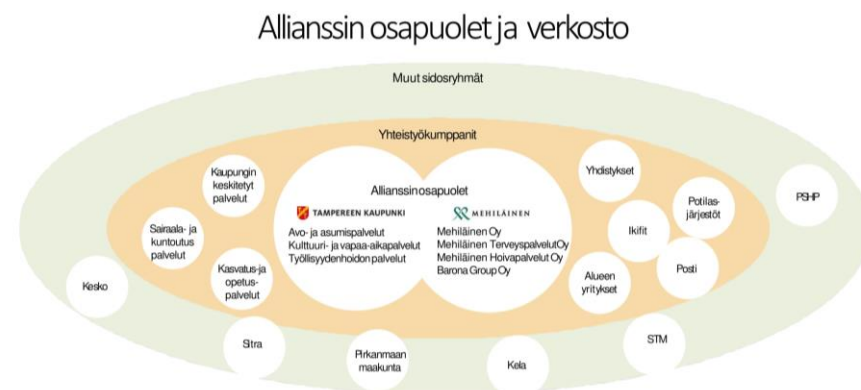 Allianssin osapuolet ja verkosto
Muut sidosryhmät
Yhteistyökumppanit
Kaupungin
keskitetyt
palvelut
Sairaala- ja
kuntoutus
palvelut
Kasvatus-ja
opetus-
palvelut
Allianssin osapuolet
TAMPEREEN KAUPUNKI
Avo- ja asumispalvelut
Kulttuuri- ja vapaa-aikapalvelut
Työllisyydenhoidon palvelut
MEHILÄINEN
Mehiläinen Oy
Mehiläinen Terveyspalvelut Oy
Mehiläinen Hoivapalvelut Oy
Barona Group Oy
Yhdistykset
Ikifit
Potilas-
järjestöt
Posti
Alueen
yritykset
PSHP
Kesko
Sitra
Pirkanmaan
maakunta
Kela
STM